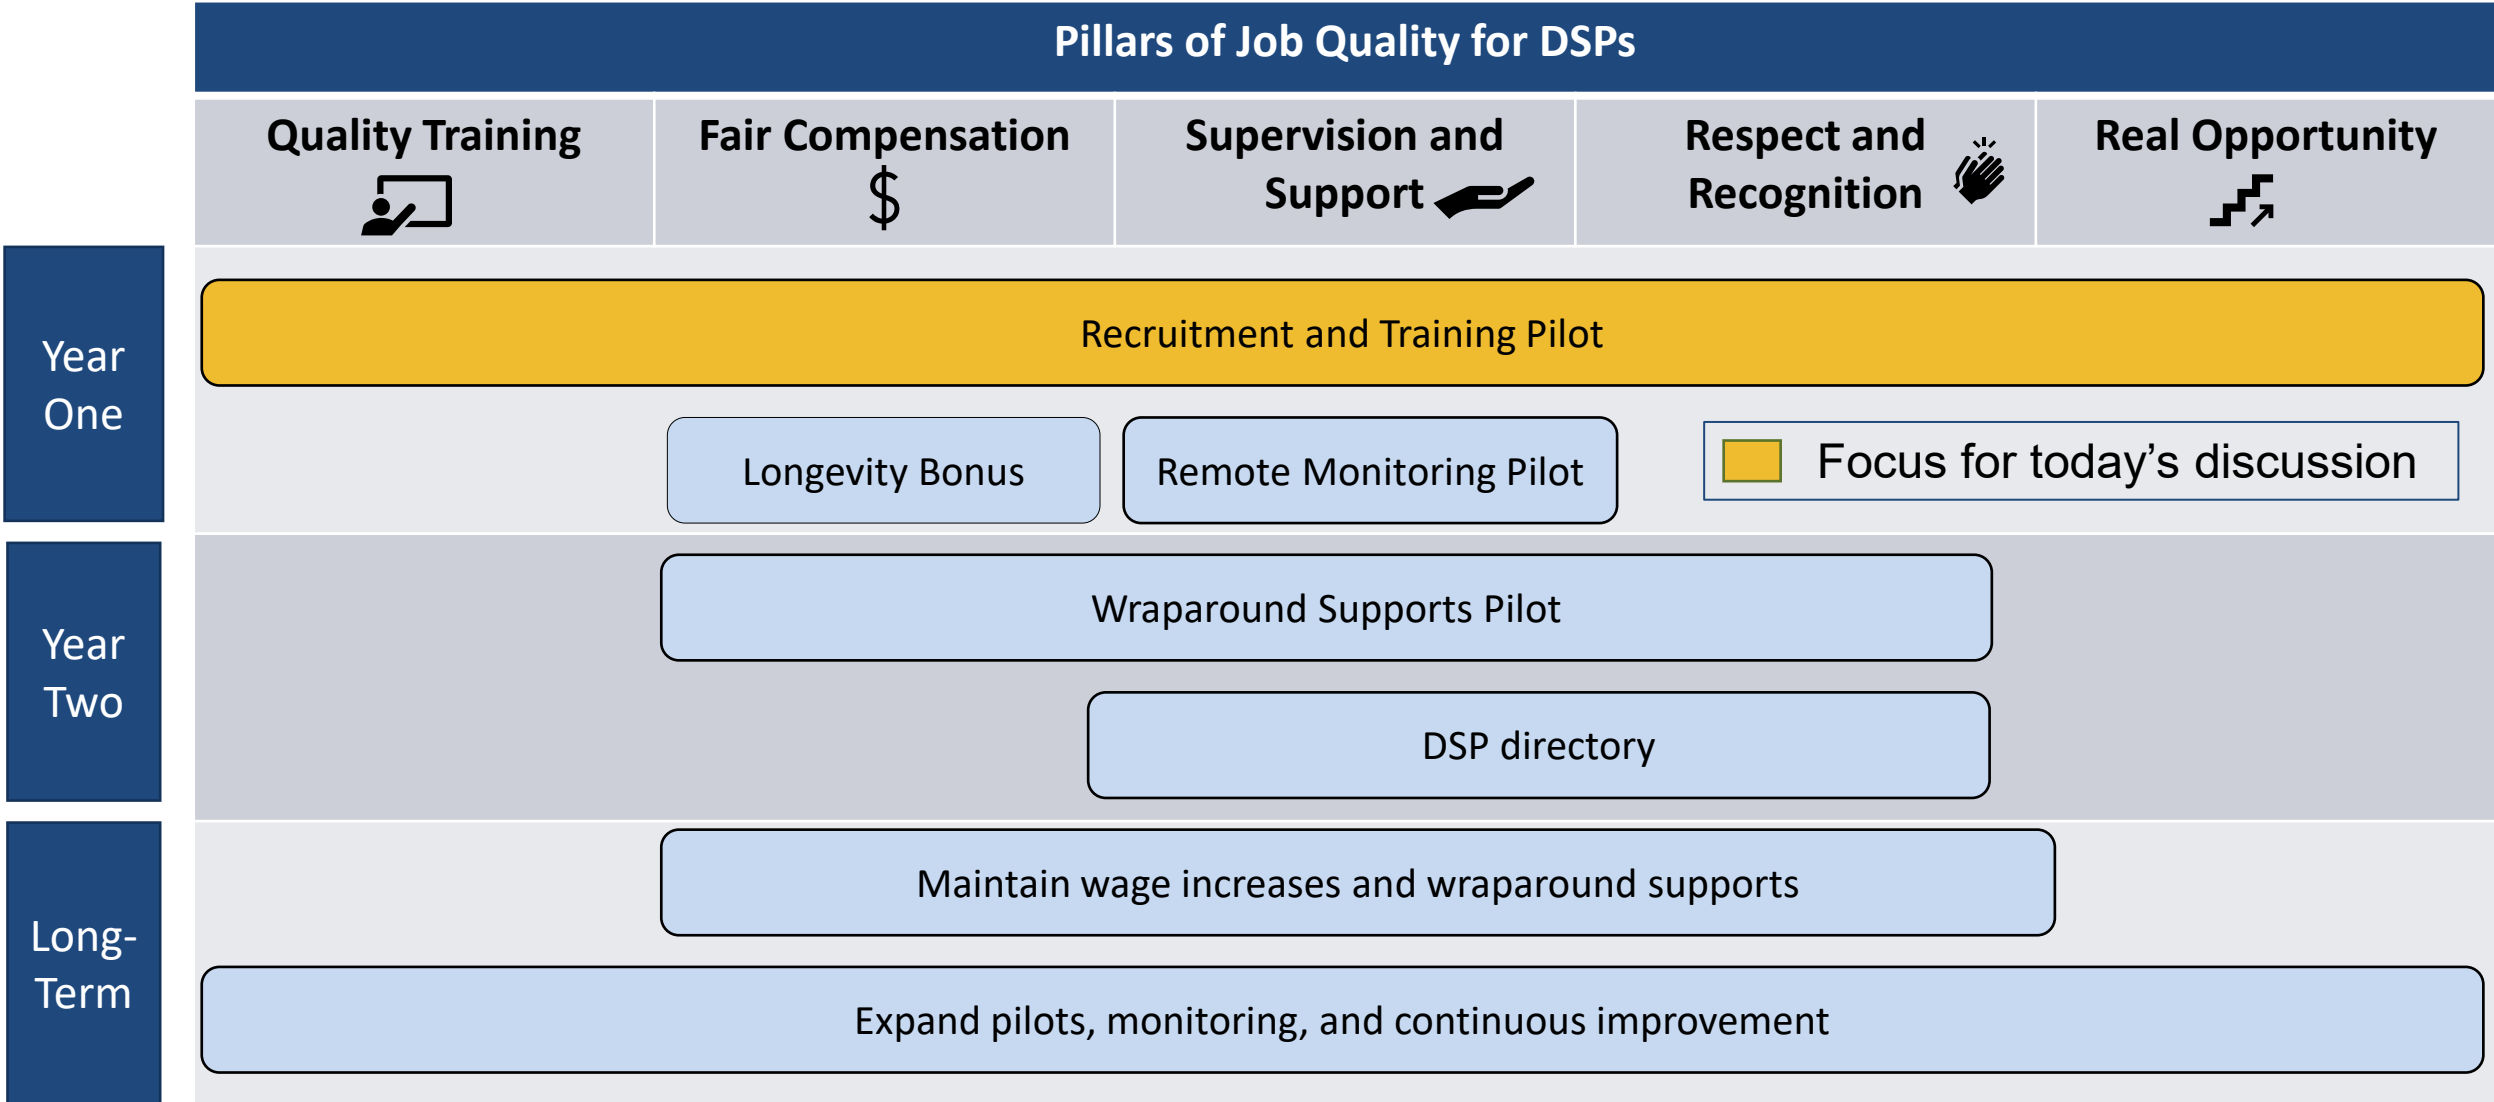 Pillars of Job Quality for DSPs
Quality Training
Fair Compensation
$
Supervision and
Support
Respect and
Recognition
Real Opportunity
Year
One
Recruitment and Training Pilot
Longevity Bonus
Remote Monitoring Pilot
Focus for today’s discussion
Year
Two
Wraparound Supports Pilot
DSP directory
Long-
Term
Maintain wage increases and wraparound supports
Expand pilots, monitoring, and continuous improvement